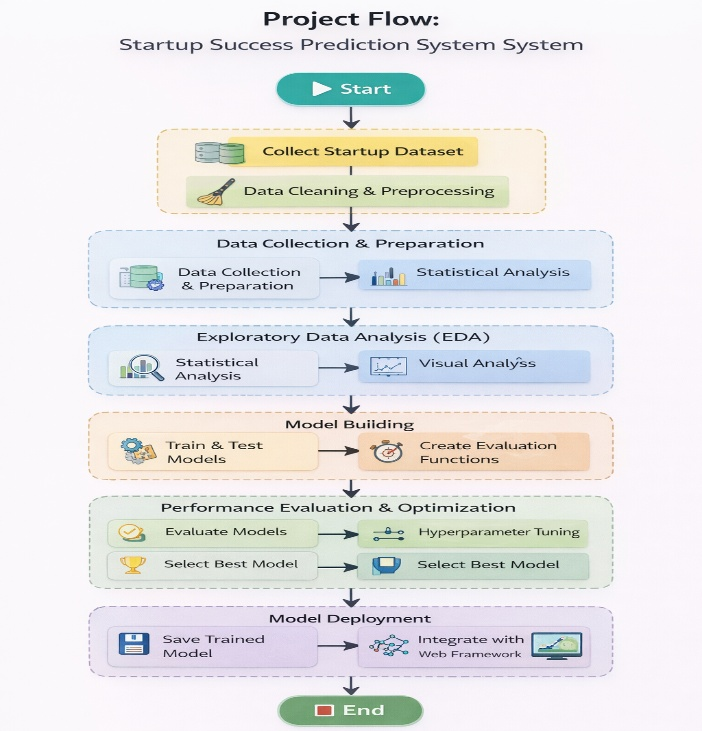 Project Flow:
Startup Success Prediction System System
Start
Collect Startup Dataset
Data Cleaning & Preprocessing
Data Collection & Preparation
Data Collection
& Preparation
Statistical Analysis
Exploratory Data Analysis (EDA)
Statistical
Analysis
Visual Analyŝs
Model Building
Train & Test
Models
Create Evaluation
Functions
Performance Evaluation & Optimization
Evaluate Models
Hyperparameter Tuning
Select Best Model
Select Best Model
Model Deployment
Save Trained
Model
Integrate with
Web Framework
End